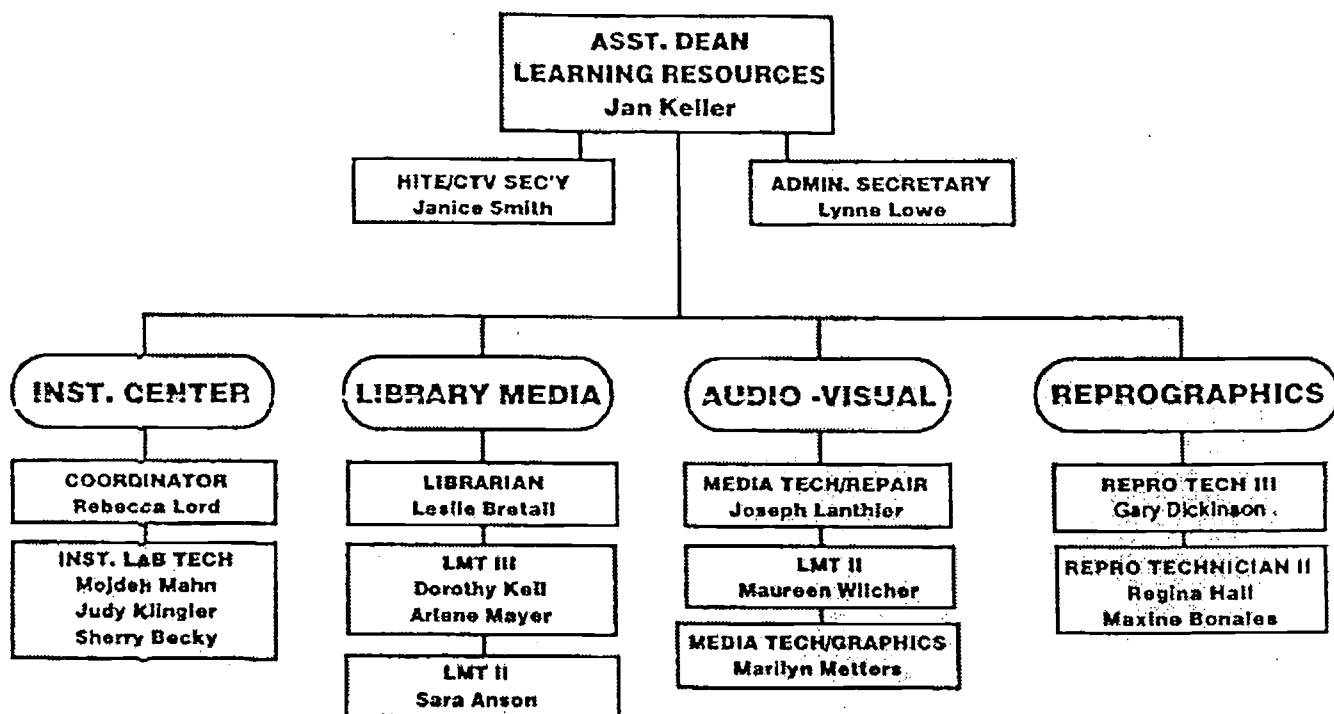 ASST. DEAN
LEARNING RESOURCES
Jan Keller
HITE/CTV SEC'Y
Janice Smith
ADMIN. SECRETARY
Lynne Lowe
INST. CENTER
COORDINATOR
Rebecca Lord
INST. LAB TECH
Mojdeh Mahn
Judy Klingler
Sherry Becky
LIBRARY MEDIA
LIBRARIAN
Leslie Bretall
LMT III
Dorothy Kell
Arlene Mayer
LMT II
Sara Anson
AUDIO -VISUAL
MEDIA TECH/REPAIR
Joseph Lanthier
LMT II
Maureen Wilcher
MEDIA TECH/GRAPHICS
Marilyn Metters
REPROGRAPHICS
REPRO TECH III
Gary Dickinson
REPRO TECHNICIAN II
Regina Hall
Maxine Bonales